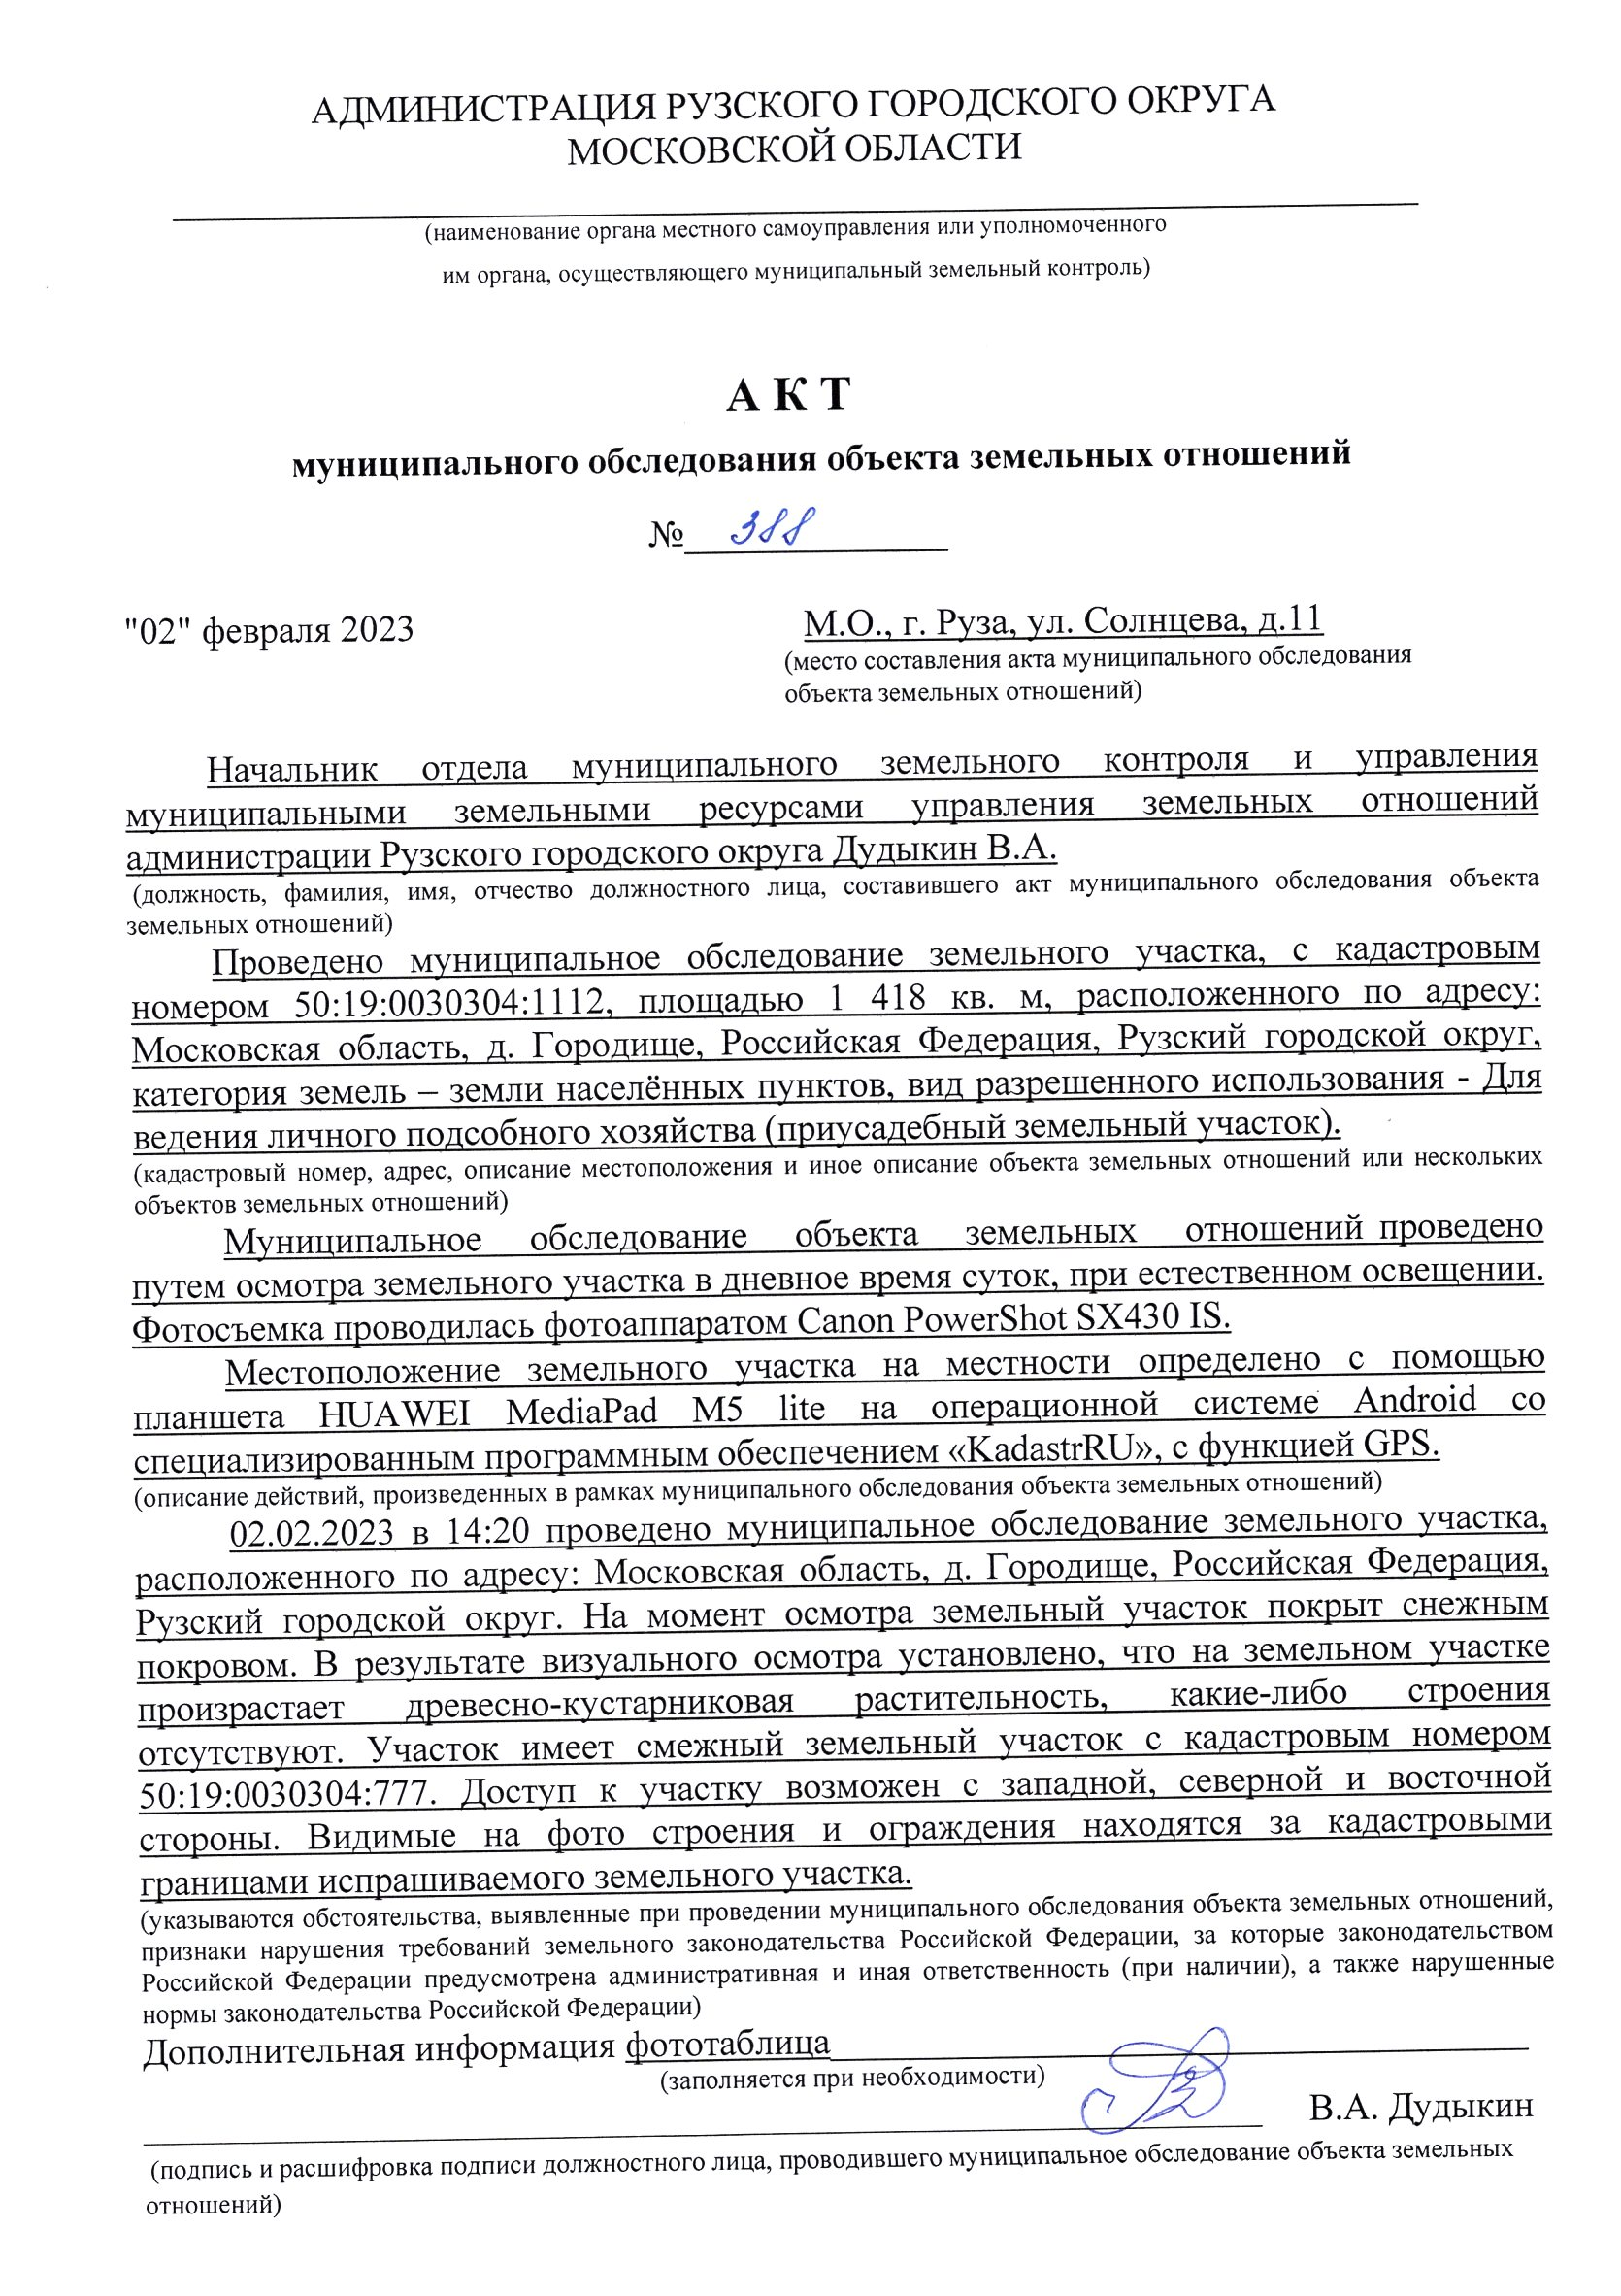 АДМИНИСТРАЦИЯ РУЗСКОГО ГОРОДСКОГО ОКРУГА
МОСКОВСКОЙ ОБЛАСТИ
(наименование органа местного самоуправления или уполномоченного
им органа, осуществляющего муниципальный земельный контроль)
А К Т
муниципального обследования объекта земельных отношений
№ 388
"02" февраля 2023
М.О., г. Руза, ул. Солнцева, д.11
(место составления акта муниципального обследования
объекта земельных отношений)
Начальник отдела муниципального земельного контроля и управления
муниципальными земельными ресурсами управления земельных отношений
администрации Рузского городского округа Дудыкин В.А.
(должность, фамилия, имя, отчество должностного лица, составившего акт муниципального обследования объекта
земельных отношений)
Проведено муниципальное обследование земельного участка, с кадастровым
номером 50:19:0030304:1112, площадью 1 418 кв. м, расположенного по адресу:
Московская область, д. Городище, Российская Федерация, Рузский городской округ,
категория земель – земли населённых пунктов, вид разрешенного использования - Для
ведения личного подсобного хозяйства (приусадебный земельный участок).
(кадастровый номер, адрес, описание местоположения и иное описание объекта земельных отношений или нескольких
объектов земельных отношений)
Муниципальное обследование объекта земельных отношений проведено
путем осмотра земельного участка в дневное время суток, при естественном освещении.
Фотосъемка проводилась фотоаппаратом Canon PowerShot SX430 IS.
Местоположение земельного участка на местности определено с помощью
планшета HUAWEI MediaPad M5 lite на операционной системе Android со
специализированным программным обеспечением «KadastrRU», с функцией GPS.
(описание действий, произведенных в рамках муниципального обследования объекта земельных отношений)
02.02.2023 в 14:20 проведено муниципальное обследование земельного участка,
расположенного по адресу: Московская область, д. Городище, Российская Федерация,
Рузский городской округ. На момент осмотра земельный участок покрыт снежным
покровом. В результате визуального осмотра установлено, что на земельном участке
произрастает древесно-кустарниковая растительность, какие-либо строения
отсутствуют. Участок имеет смежный земельный участок с кадастровым номером
50:19:0030304:777. Доступ к участку возможен с западной, северной и восточной
стороны. Видимые на фото строения и ограждения находятся за кадастровыми
границами испрашиваемого земельного участка.
(указываются обстоятельства, выявленные при проведении муниципального обследования объекта земельных отношений,
признаки нарушения требований земельного законодательства Российской Федерации, за которые законодательством
Российской Федерации предусмотрена административная и иная ответственность (при наличии), а также нарушенные
нормы законодательства Российской Федерации)
Дополнительная информация фототаблица
(заполняется при необходимости)
В.А. Дудыкин
(подпись и расшифровка подписи должностного лица, проводившего муниципальное обследование объекта земельных
отношений)